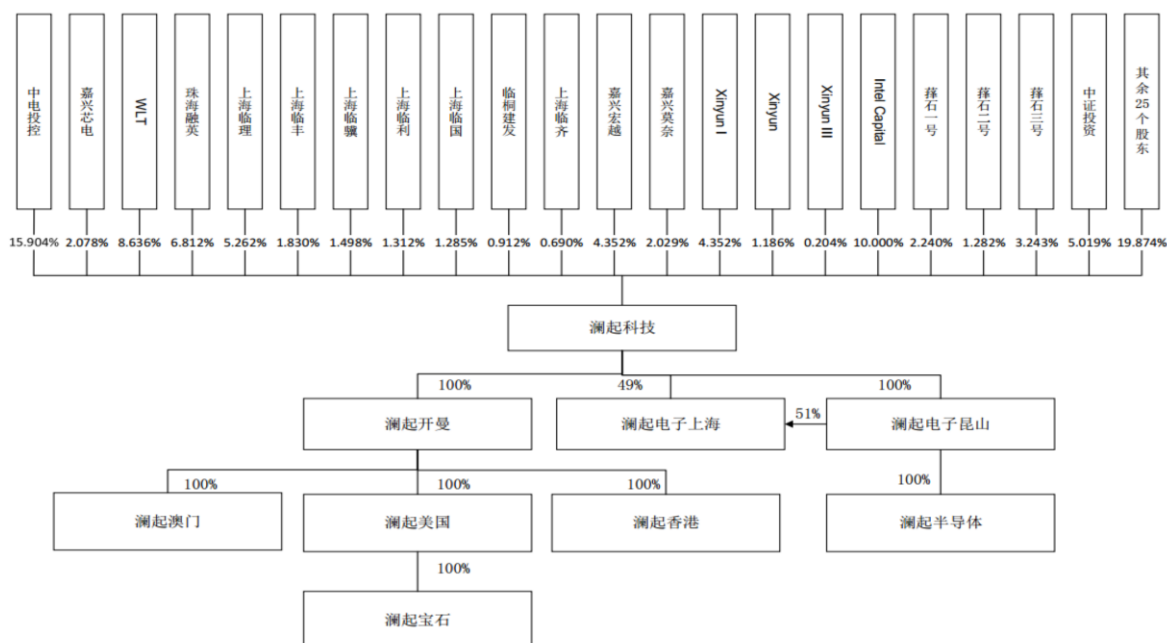 中电投控
嘉兴芯电
WLT
珠海融英
上海临理
上海临丰
上海临骥
上海临利
上海临国
临桐建发
上海临齐
嘉兴宏越
嘉兴莫奈
Xinyun I
Xinyun
Xinyun III
Intel Capital
萚石一号
萚石二号
萚石三号
中证投资
其余25个股东
15.904%
2.078%
8.636%
6.812%
5.262%
1.830%
1.498%
1.312%
1.285%
0.912%
0.690%
4.352%
2.029%
4.352%
1.186%
0.204%
10.000%
2.240%
1.282%
3.243%
5.019%
19.874%
澜起科技
100%
49%
100%
澜起开曼
澜起电子上海
51%
澜起电子昆山
100%
100%
100%
100%
澜起澳门
澜起美国
澜起香港
澜起半导体
100%
澜起宝石